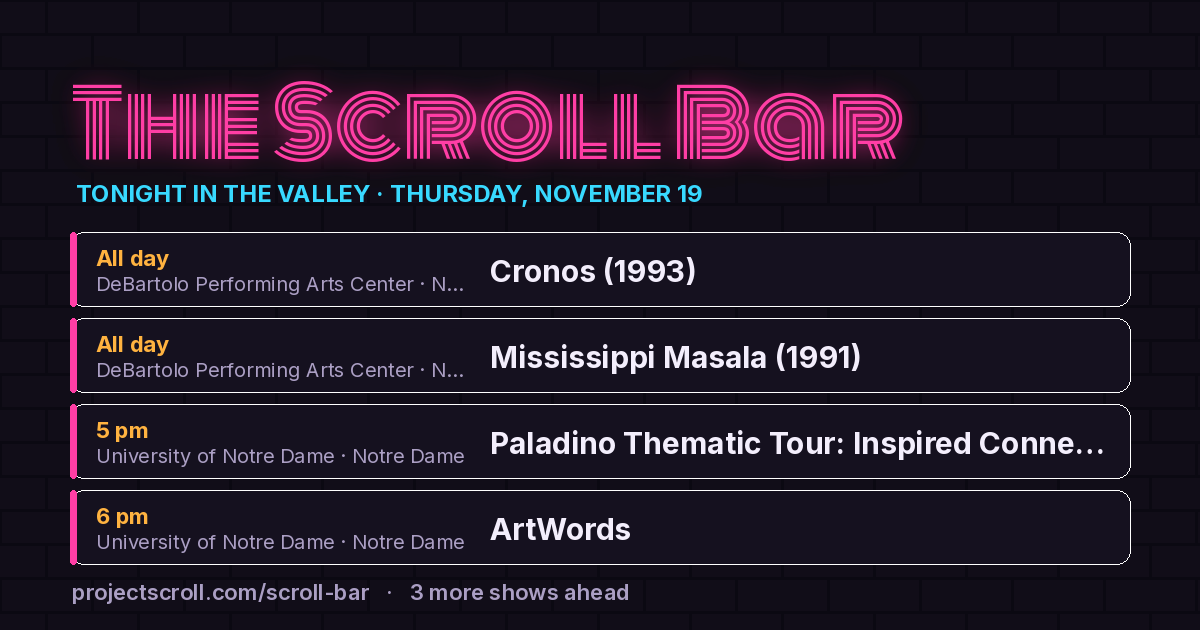 The Scroll Bar
TONIGHT IN THE VALLEY · THURSDAY, NOVEMBER 19
All day
DeBartolo Performing Arts Center · N…
Cronos (1993)
All day
DeBartolo Performing Arts Center · N…
Mississippi Masala (1991)
5 pm
University of Notre Dame · Notre Dame
Paladino Thematic Tour: Inspired Conne…
6 pm
University of Notre Dame · Notre Dame
ArtWords
projectscroll.com/scroll-bar · 3 more shows ahead